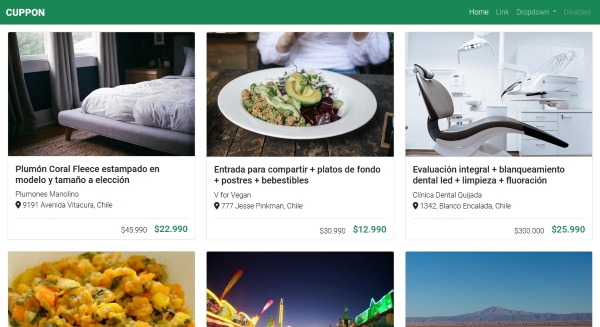 CUPPON
Home Link Dropdown Disabled
Plumón Coral Fleece estampado en
modelo y tamaño a elección
Plumones Manolino
9191 Avenida Vitacura, Chile
$45.990 $22.990
Entrada para compartir + platos de fondo
+ postres + bebestibles
V for Vegan
777 Jesse Pinkman, Chile
$30.990 $12.990
Evaluación integral + blanqueamiento
dental led + limpieza + fluoración
Clínica Dental Quijada
1342, Blanco Encalada, Chile
$300.000 $25.990